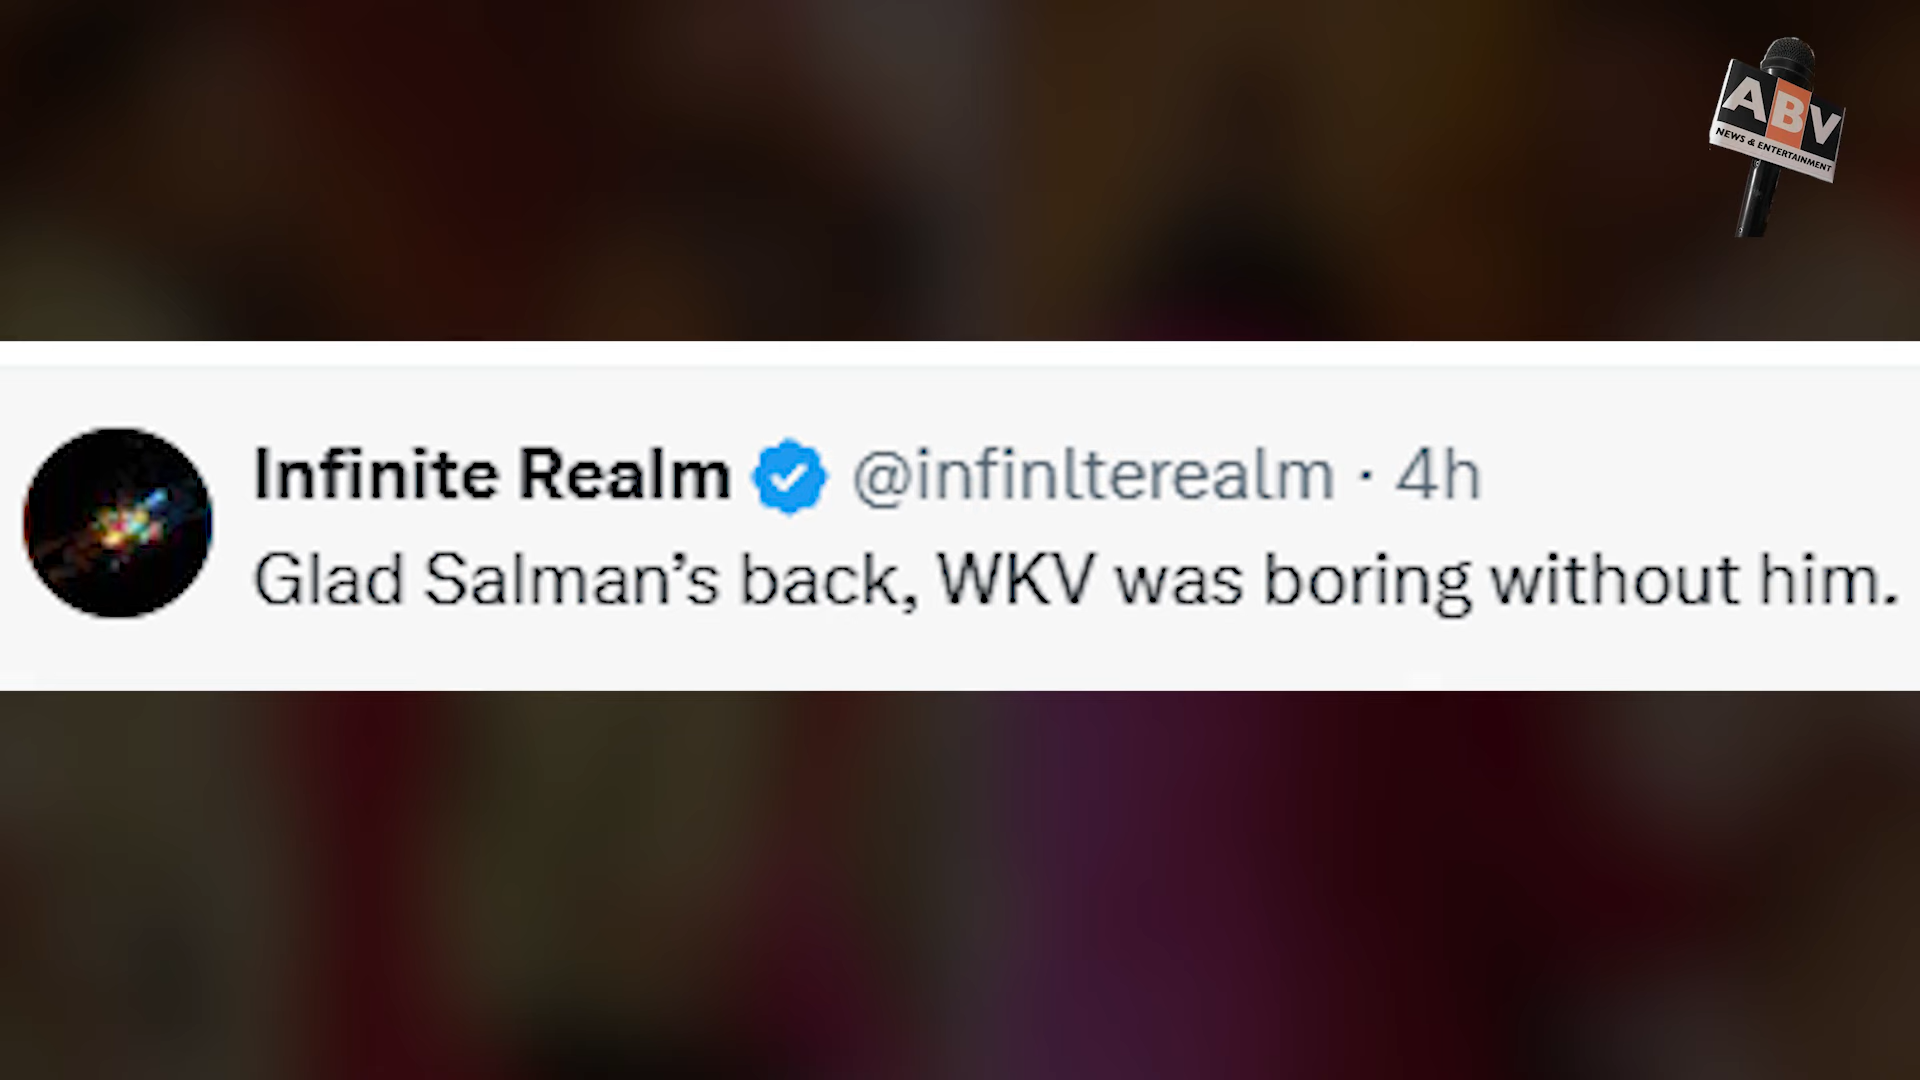 ABV
NEWS & ENTERTAINMENT
Infinite Realm @infinlterealm · 4h
Glad Salman’s back, WKV was boring without him.